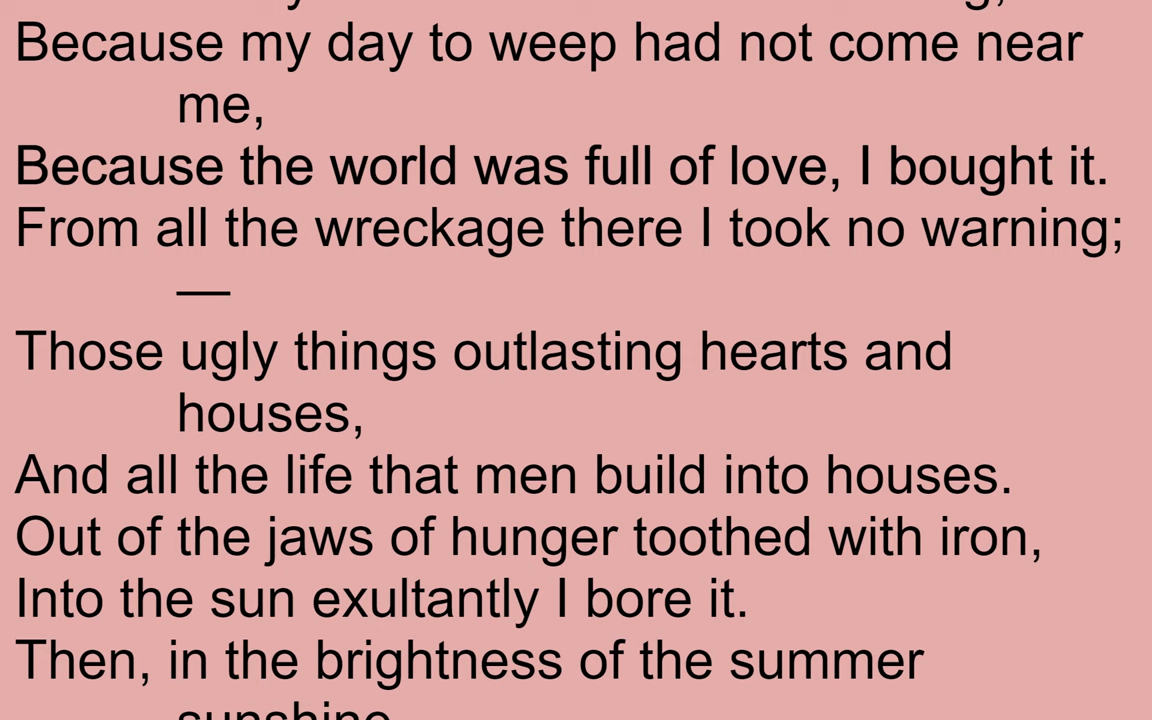 Because my day to weep had not come near
me,
Because the world was full of love, I bought it.
From all the wreckage there I took no warning;
—
Those ugly things outlasting hearts and
houses,
And all the life that men build into houses.
Out of the jaws of hunger toothed with iron,
Into the sun exultantly I bore it.
Then, in the brightness of the summer
sunshine